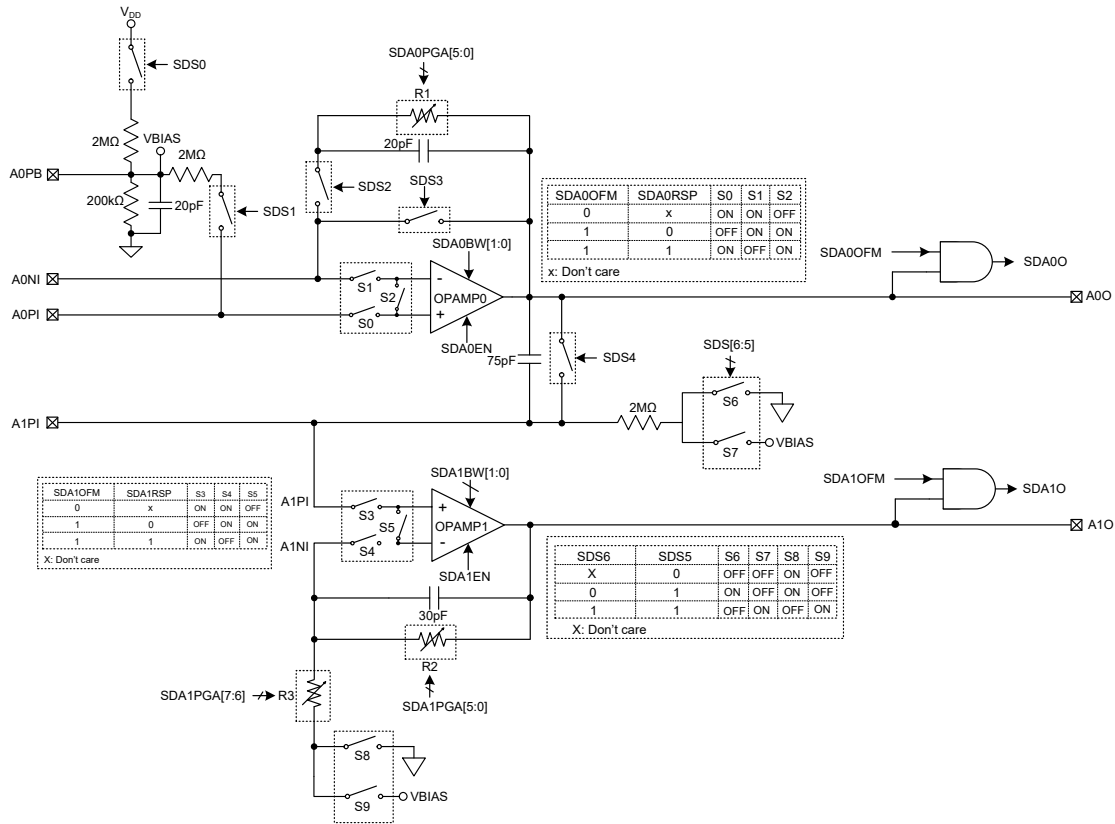 VDD
SDS0
SDA0PGA[5:0]
R1
2MΩ
VBIAS
2MΩ
20pF
A0PB
SDS2
SDS3
200kΩ
20pF
SDS1
SDA0OFM SDA0RSP S0 S1 S2
0 x ON ON OFF
1 0 OFF ON ON
1 1 ON OFF ON
x: Don't care
SDA0BW[1:0]
SDA0OFM
SDA0O
A0NI
S1
S2
-
OPAMP0
+
A0O
A0PI
S0
SDA0EN
75pF
SDS4
SDS[6:5]
S6
2MΩ
A1PI
S7
VBIAS
SDA1OFM SDA1RSP S3 S4 S5
0 x ON ON OFF
1 0 OFF ON ON
1 1 ON OFF ON
X: Don't care
SDA1BW[1:0]
SDA1OFM
SDA1O
A1PI
S3
+
S5
OPAMP1
A1O
A1NI
S4
-
SDA1EN
30pF
SDS6 SDS5 S6 S7 S8 S9
X 0 OFF OFF ON OFF
0 1 ON OFF ON OFF
1 1 OFF ON OFF ON
X: Don't care
R2
SDA1PGA[7:6]
R3
SDA1PGA[5:0]
S8
S9
VBIAS